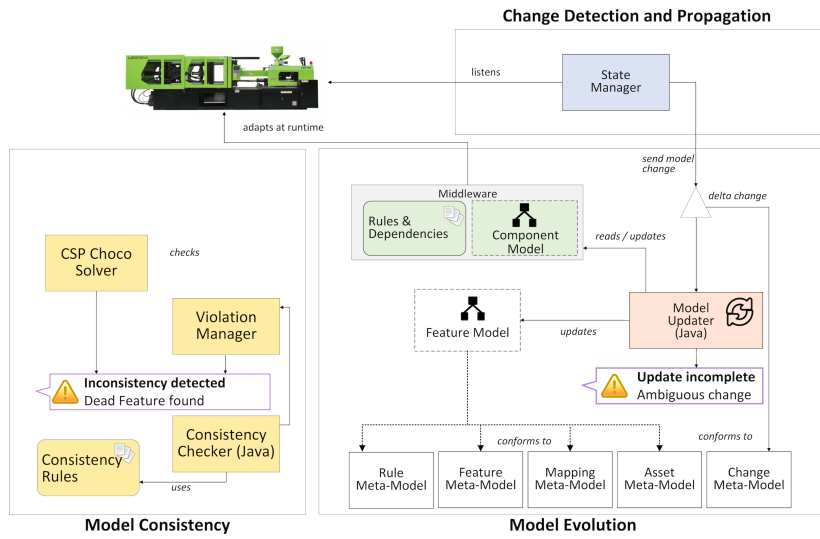 Change Detection and Propagation
listens
State
Manager
adapts at runtime
send model
change
Middleware
delta change
Rules &
Dependencies
Component
Model
reads / updates
CSP Choco
Solver
checks
Violation
Manager
Feature Model
updates
Model
Updater
(Java)
Inconsistency detected
Dead Feature found
Update incomplete
Ambiguous change
Consistency
Checker (Java)
Consistency
Rules
uses
conforms to
conforms to
Rule
Meta-Model
Feature
Meta-Model
Mapping
Meta-Model
Asset
Meta-Model
Change
Meta-Model
Model Consistency
Model Evolution